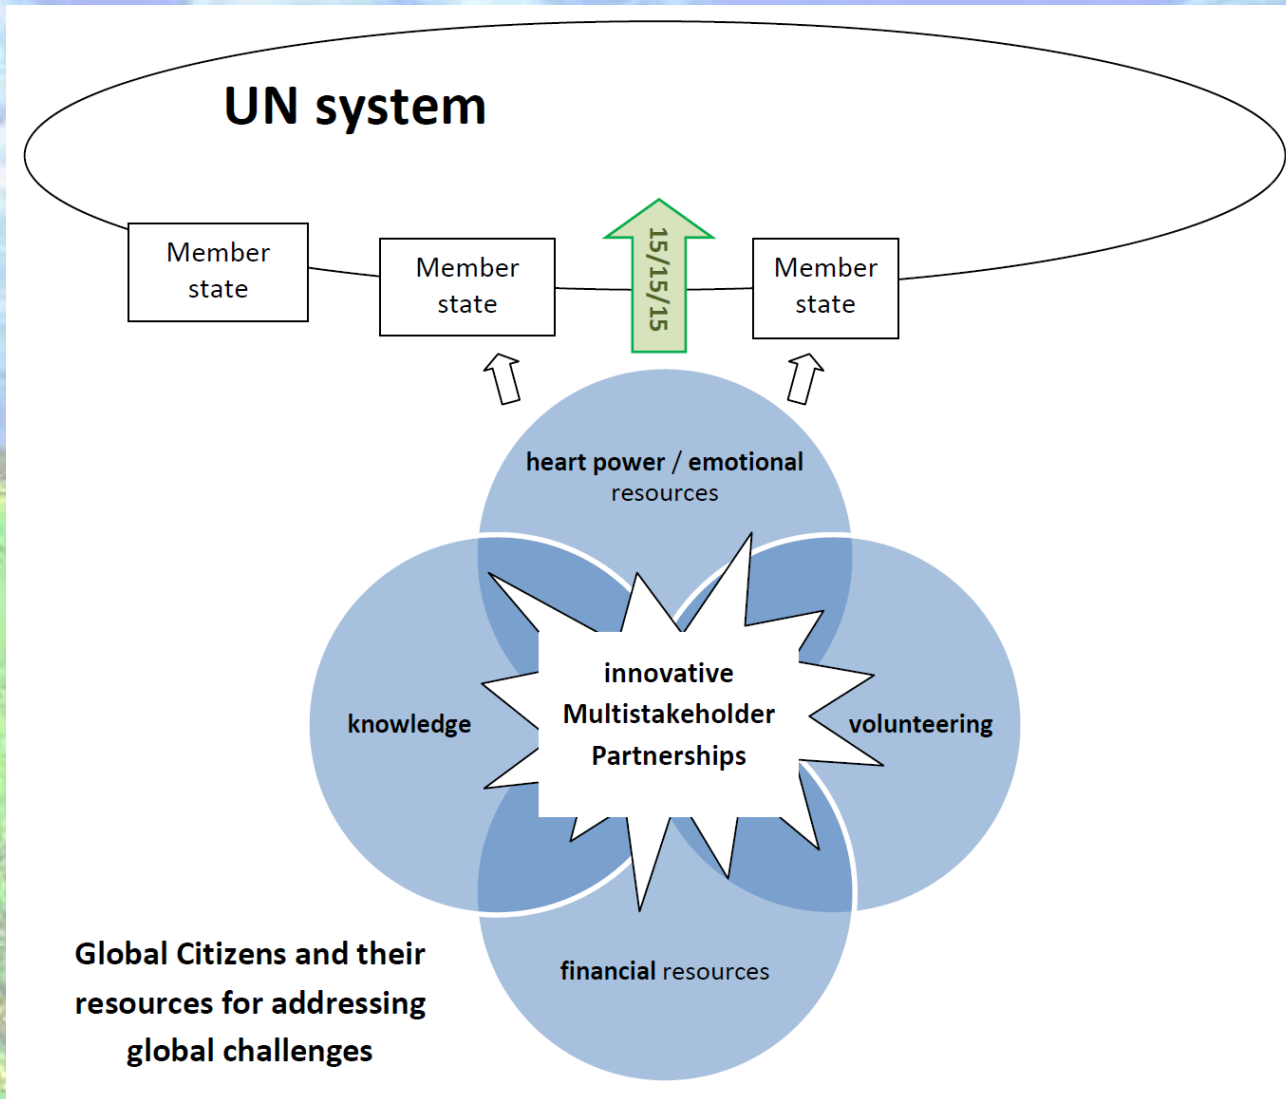 UN system
Member
state
Member
state
15/15/15
Member
state
heart power / emotional
resources
innovative
Multistakeholder
Partnerships
knowledge
volunteering
financial resources
Global Citizens and their
resources for addressing
global challenges